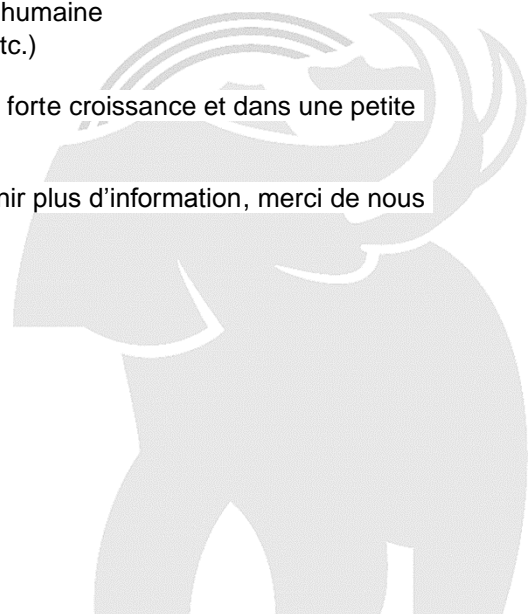 humaine
tc.)
forte croissance et dans une petite
nir plus d'information, merci de nous